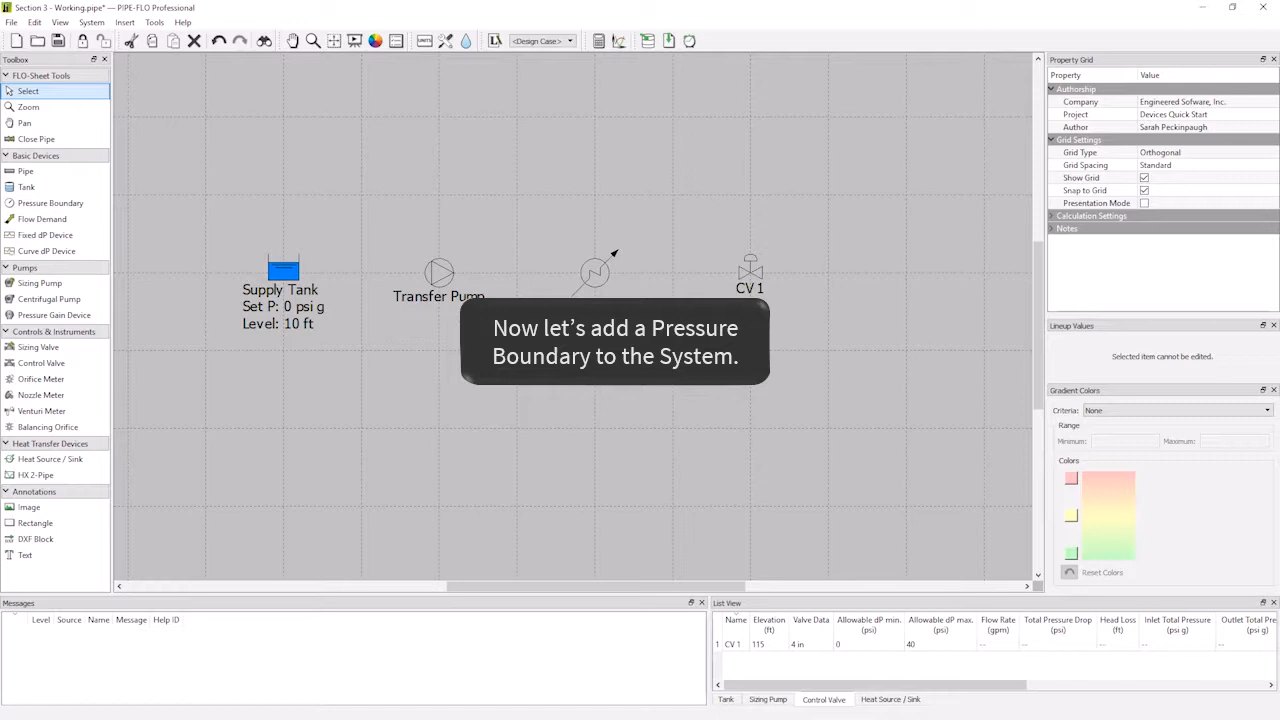 Section 3 - Working.pipe* — PIPE-FLO Professional
File Edit View System Insert Tools Help
<Design Case>
Toolbox
FLO-Sheet Tools
Select
Zoom
Pan
Close Pipe
Basic Devices
Pipe
Tank
Pressure Boundary
Flow Demand
Fixed dP Device
Curve dP Device
Pumps
Sizing Pump
Centrifugal Pump
Pressure Gain Device
Controls & Instruments
Sizing Valve
Control Valve
Orifice Meter
Nozzle Meter
Venturi Meter
Balancing Orifice
Heat Transfer Devices
Heat Source / Sink
HX 2-Pipe
Annotations
Image
Rectangle
DXF Block
Text
Supply Tank
Set P: 0 psi g
Level: 10 ft
Transfer Pump
CV 1
Now let's add a Pressure
Boundary to the System.
Property Grid
Property Value
Authorship
Company Engineered Sofware, Inc.
Project Devices Quick Start
Author Sarah Peckinpaugh
Grid Settings
Grid Type Orthogonal
Grid Spacing Standard
Show Grid
Snap to Grid
Presentation Mode
Calculation Settings
Notes
Lineup Values
Selected item cannot be edited.
Gradient Colors
Criteria: None
Range
Minimum: Maximum:
Colors
Reset Colors
Messages
Level Source Name Message Help ID
List View
Name Elevation Valve Data Allowable dP min. Allowable dP max. Flow Rate Total Pressure Drop Head Loss Inlet Total Pressure Outlet Total Pre
(ft) (psi) (psi) (gpm) (psi) (ft) (psi g) (psi g)
1 CV 1 115 4 in 0 40 -- -- -- -- --
Tank Sizing Pump Control Valve Heat Source / Sink